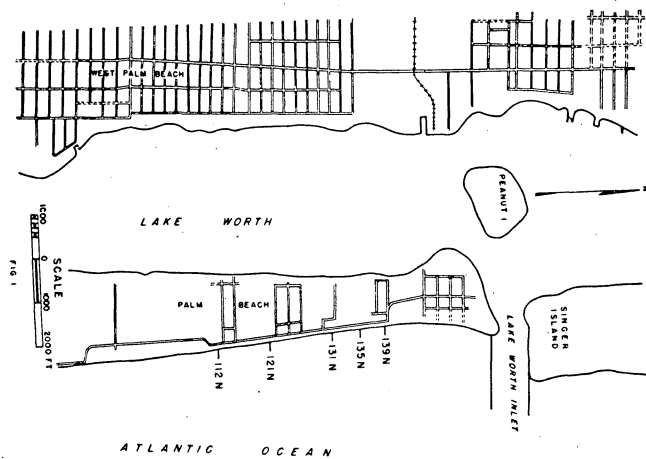 WEST PALM BEACH
PEANUT I
N
LAKE WORTH
1000 0 1000 2000 FT
SCALE
FIG 1
PALM BEACH
112 N
121 N
131 N
135 N
139 N
LAKE WORTH INLET
SINGER
ISLAND
ATLANTIC OCEAN